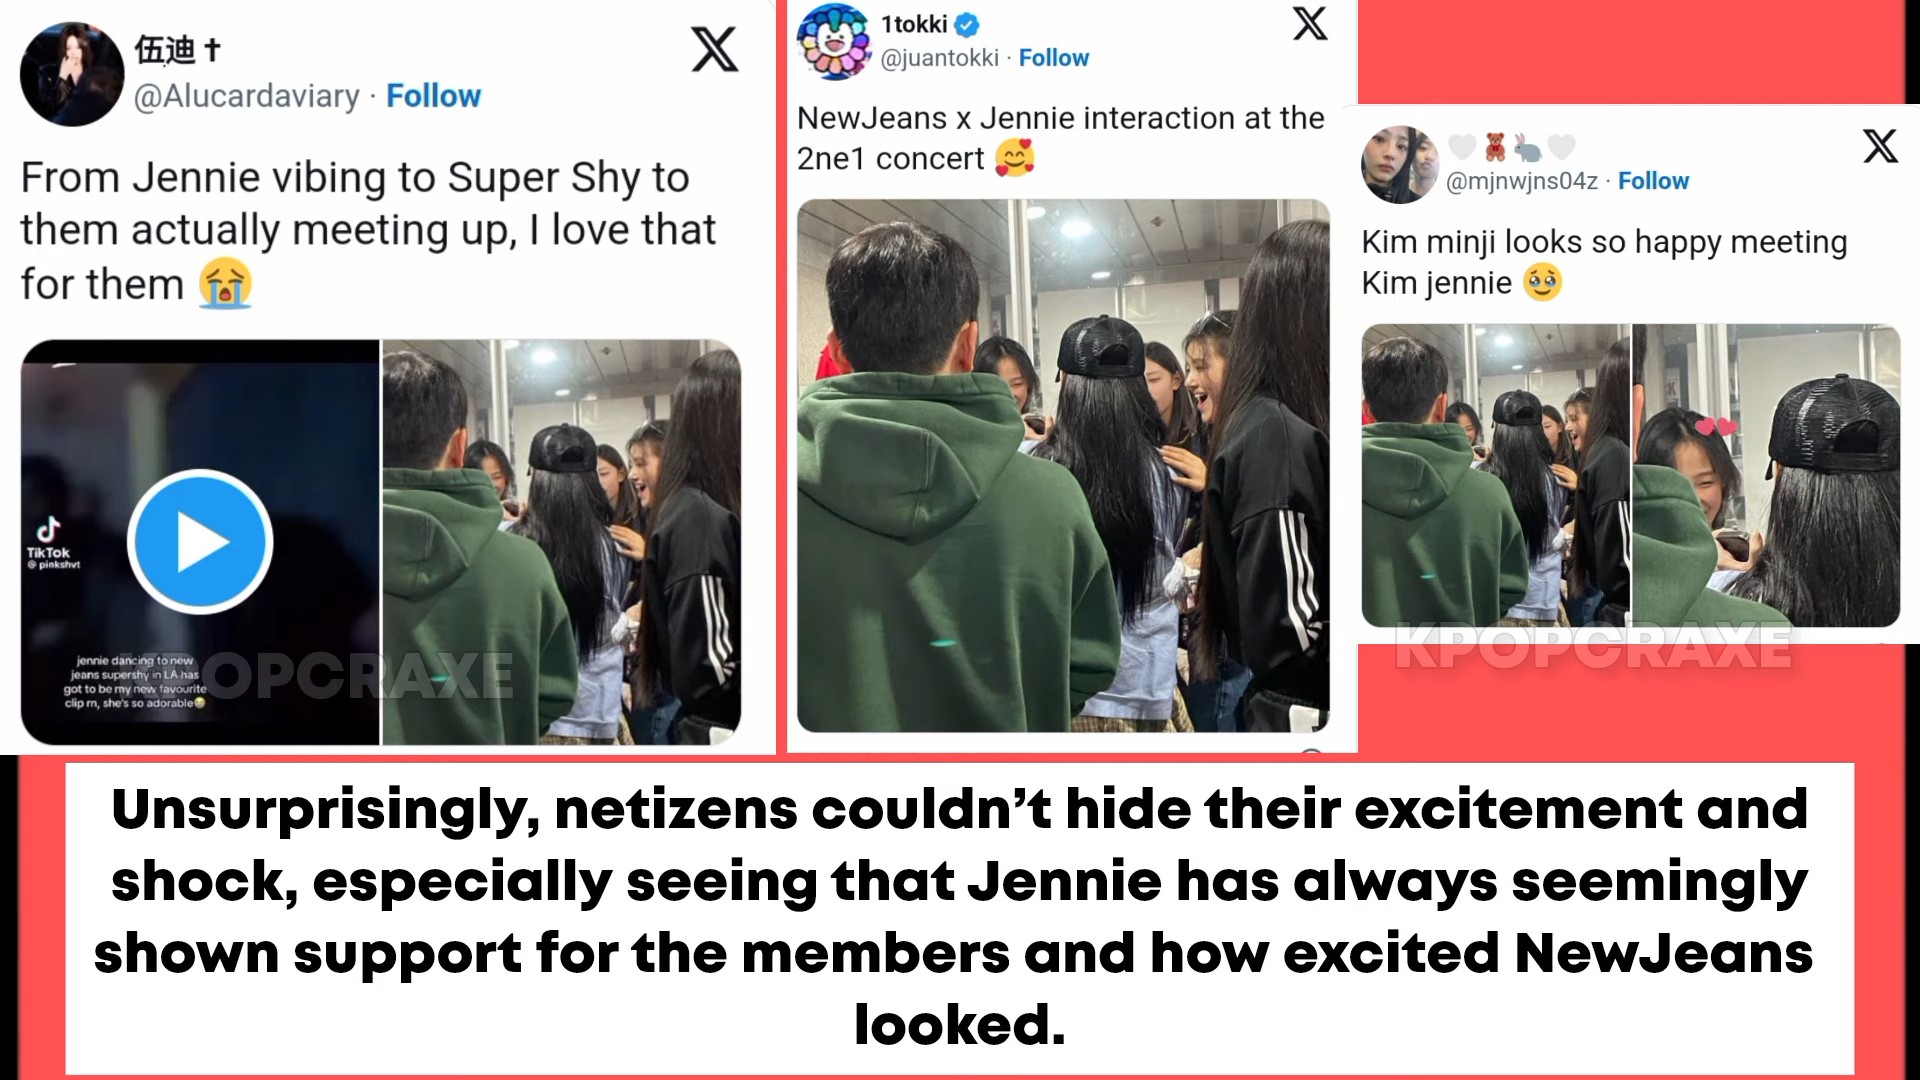 伍迪 ✝
@Alucardaviary · Follow
From Jennie vibing to Super Shy to
them actually meeting up, I love that
for them 😭
TikTok
@ pinkshvt
jennie dancing to new
jeans supershy in LA has
got to be my new favourite
clip rn, she's so adorable😭
KPOPCRAXE
1tokki
@juantokki · Follow
NewJeans x Jennie interaction at the
2ne1 concert 🥰
🤍🧸🐇🤍
@mjnwjns04z · Follow
Kim minji looks so happy meeting
Kim jennie 🥹
KPOPCRAXE
Unsurprisingly, netizens couldn’t hide their excitement and
shock, especially seeing that Jennie has always seemingly
shown support for the members and how excited NewJeans
looked.